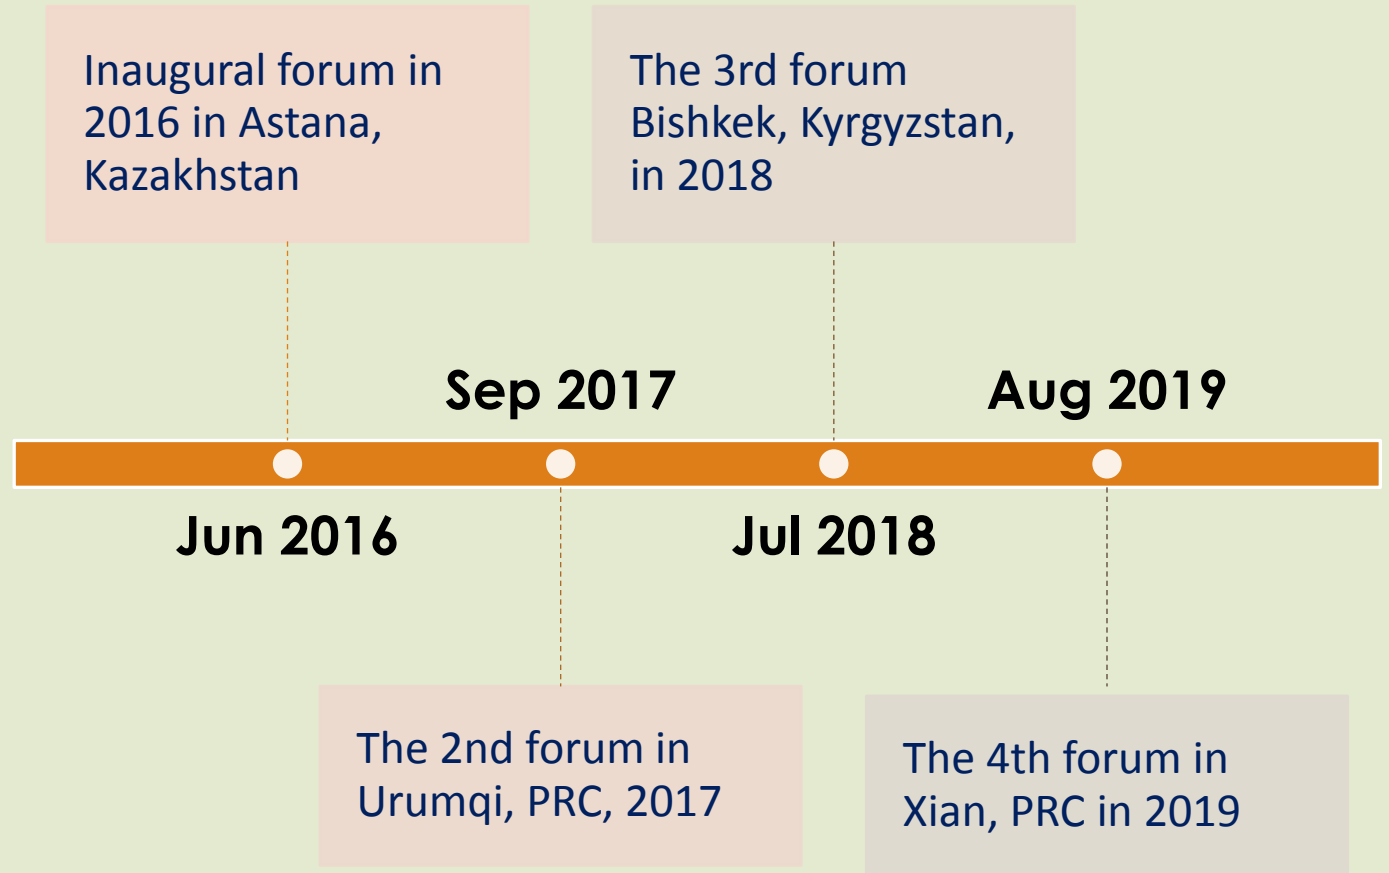 Inaugural forum in
2016 in Astana,
Kazakhstan
The 3rd forum
Bishkek, Kyrgyzstan,
in 2018
Sep 2017
Aug 2019
Jun 2016
Jul 2018
The 2nd forum in
Urumqi, PRC, 2017
The 4th forum in
Xian, PRC in 2019